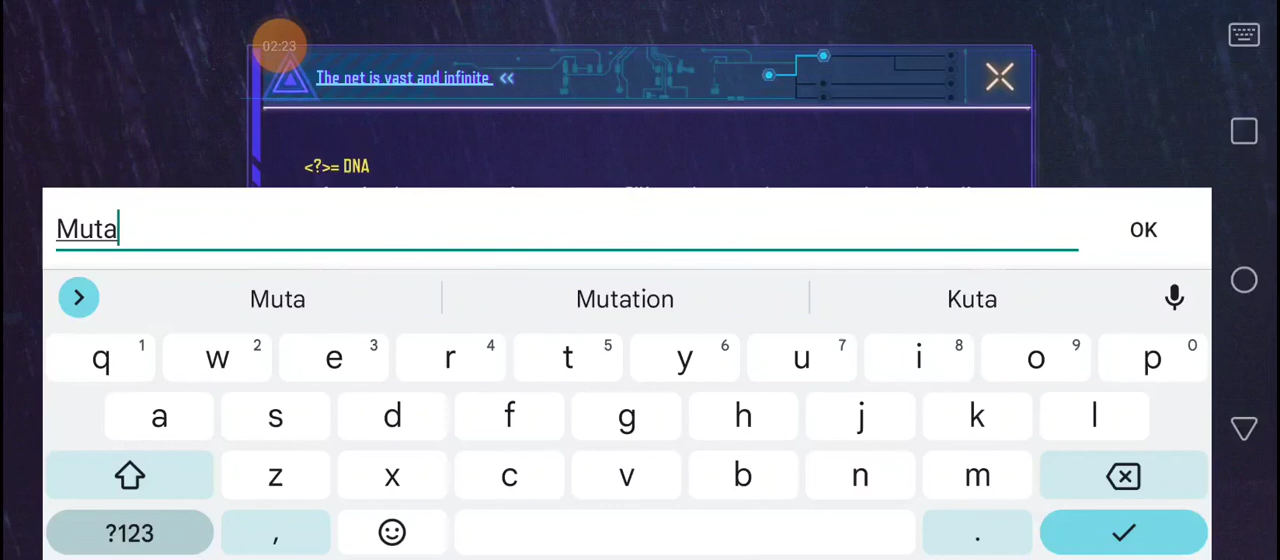 02:23
The net is vast and infinite <<
<?>= DNA
Muta
OK
Muta Mutation Kuta
q 1 w 2 e 3 r 4 t 5 y 6 u 7 i 8 o 9 p 0
a s d f g h j k l
z x c v b n m
?123 , .